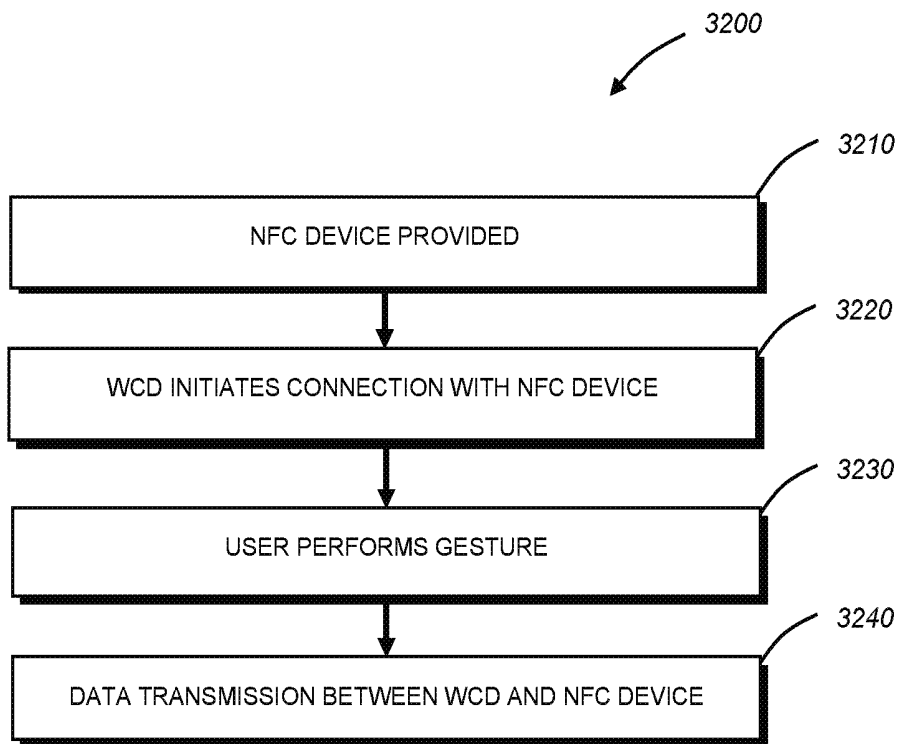 3200
3210
NFC DEVICE PROVIDED
3220
WCD INITIATES CONNECTION WITH NFC DEVICE
3230
USER PERFORMS GESTURE
3240
DATA TRANSMISSION BETWEEN WCD AND NFC DEVICE